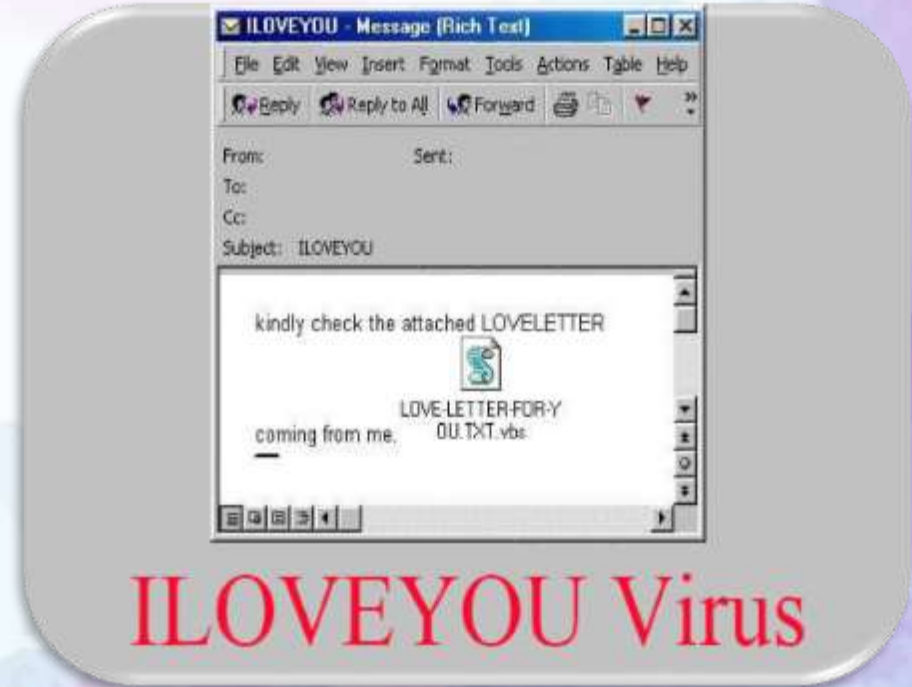 ILOVEYOU - Message (Rich Text)
File Edit View Insert Format Tools Actions Table Help
Reply Reply to All Forward
From: Sent:
To:
Cc:
Subject: ILOVEYOU
kindly check the attached LOVELETTER
LOVE-LETTER-FOR-Y
coming from me. OU.TXT.vbs
ILOVEYOU Virus